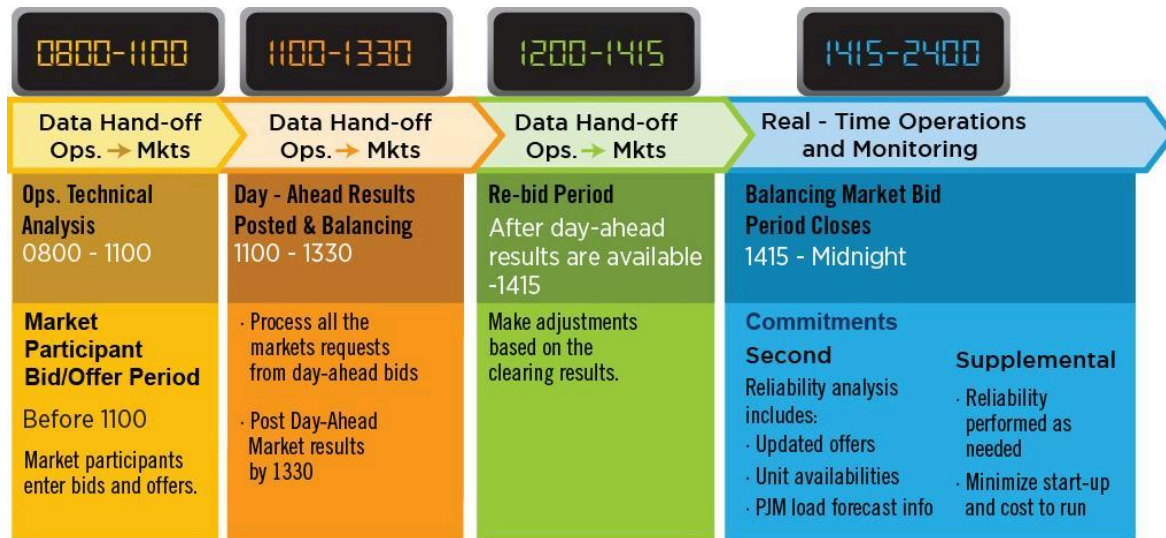 0800-1100
Data Hand-off
Ops. → Mkts
Ops. Technical
Analysis
0800 - 1100
Market
Participant
Bid/Offer Period
Before 1100
Market participants
enter bids and offers.
1100-1330
Data Hand-off
Ops. → Mkts
Day - Ahead Results
Posted & Balancing
1100 - 1330
· Process all the
markets requests
from day-ahead bids
· Post Day-Ahead
Market results
by 1330
1200-1415
Data Hand-off
Ops. → Mkts
Re-bid Period
After day-ahead
results are available
-1415
Make adjustments
based on the
clearing results.
1415-2400
Real - Time Operations
and Monitoring
Balancing Market Bid
Period Closes
1415 - Midnight
Commitments
Second
Reliability analysis
includes:
· Updated offers
· Unit availabilities
· PJM load forecast info
Supplemental
· Reliability
performed as
needed
· Minimize start-up
and cost to run